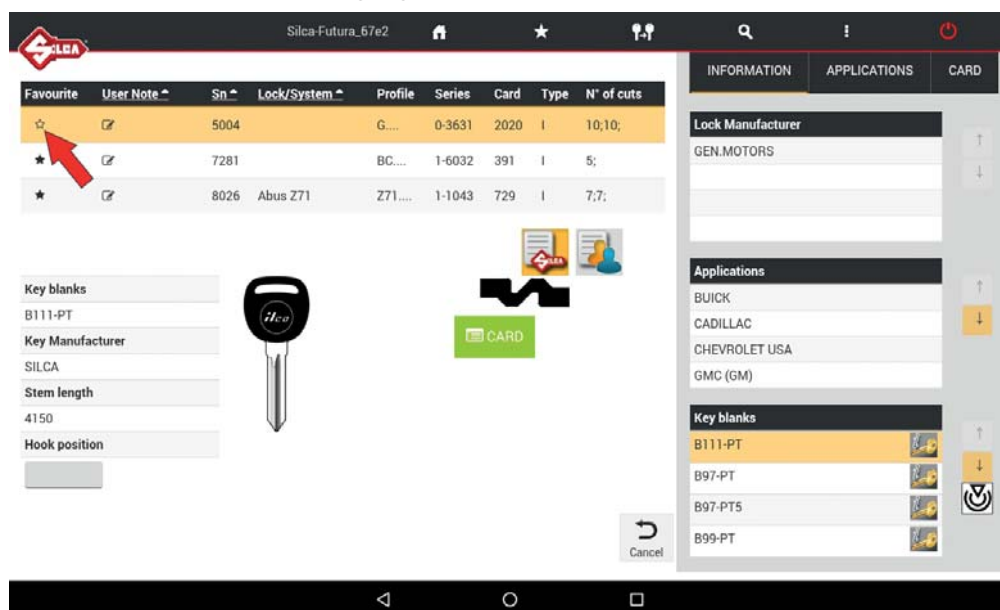 SILCA
Silca-Futura_67e2
INFORMATION APPLICATIONS CARD
Favourite User Note Sn Lock/System Profile Series Card Type N° of cuts
5004 G.... 0-3631 2020 I 10;10;
7281 BC.... 1-6032 391 I 5;
8026 Abus Z71 Z71.... 1-1043 729 I 7;7;
SILCA
Key blanks
B111-PT
Key Manufacturer
SILCA
Stem length
4150
Hook position
ilco
CARD
Cancel
Lock Manufacturer
GEN.MOTORS
Applications
BUICK
CADILLAC
CHEVROLET USA
GMC (GM)
Key blanks
B111-PT
B97-PT
B97-PT5
B99-PT